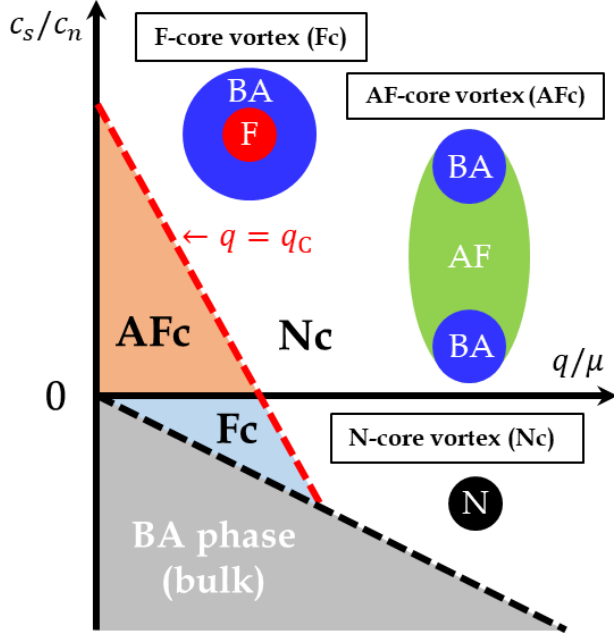 c_s/c_n
F-core vortex (Fc)
BA
F
AF-core vortex (AFc)
BA
AF
BA
← q = q_C
AFc
Nc
q/μ
0
Fc
N-core vortex (Nc)
N
BA phase
(bulk)